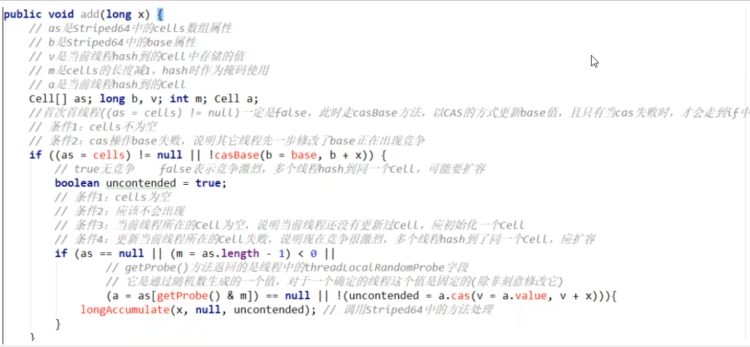 public void add(long x) {
// as是Striped64中的cells数组属性
// b是Striped64中的base属性
// v是当前线程hash到的Cell中存储的值
// m是cells的长度减1，hash时作为掩码使用
// a是当前线程hash到的Cell
Cell[] as; long b, v; int m; Cell a;
//首次首线程((as = cells) != null)一定是false，此时走casBase方法，以CAS的方式更新base值，且只有当cas失败时，才会走到if中
// 条件1：cells不为空
// 条件2：cas操作base失败，说明其它线程先一步修改了base正在出现竞争
if ((as = cells) != null || !casBase(b = base, b + x)) {
// true无竞争 false表示竞争激烈，多个线程hash到同一个Cell，可能要扩容
boolean uncontended = true;
// 条件1：cells为空
// 条件2：应该不会出现
// 条件3：当前线程所在的Cell为空，说明当前线程还没有更新过Cell，应初始化一个Cell
// 条件4：更新当前线程所在的Cell失败，说明现在竞争很激烈，多个线程hash到了同一个Cell，应扩容
if (as == null || (m = as.length - 1) < 0 ||
// getProbe()方法返回的是线程中的threadLocalRandomProbe字段
// 它是通过随机数生成的一个值，对于一个确定的线程这个值是固定的(除非刻意修改它)
(a = as[getProbe() & m]) == null || !(uncontended = a.cas(v = a.value, v + x))){
longAccumulate(x, null, uncontended); // 调用Striped64中的方法处理
}
}